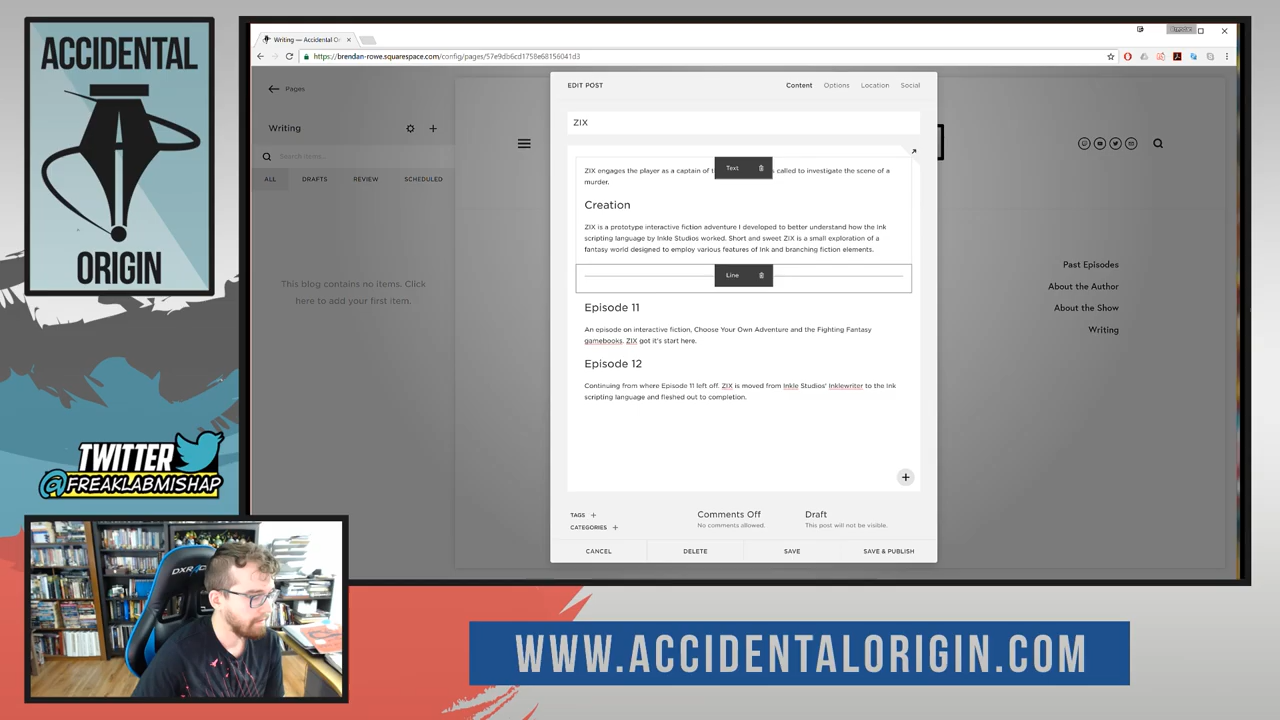 ACCIDENTAL
ORIGIN
TWITTER
@FREAKLABMISHAP
Writing — Accidental Or
https://brendan-rowe.squarespace.com/config/pages/57e9db6cd1758e68156041d3
Pages
Writing
Search items...
ALL DRAFTS REVIEW SCHEDULED
This blog contains no items. Click
here to add your first item.
EDIT POST
Content Options Location Social
ZIX
Text
ZIX engages the player as a captain of t s called to investigate the scene of a
murder.
Creation
ZIX is a prototype interactive fiction adventure I developed to better understand how the Ink
scripting language by Inkle Studios worked. Short and sweet ZIX is a small exploration of a
fantasy world designed to employ various features of Ink and branching fiction elements.
Line
Episode 11
An episode on interactive fiction, Choose Your Own Adventure and the Fighting Fantasy
gamebooks. ZIX got it's start here.
Episode 12
Continuing from where Episode 11 left off. ZIX is moved from Inkle Studios' Inklewriter to the Ink
scripting language and fleshed out to completion.
TAGS +
CATEGORIES +
Comments Off
No comments allowed.
Draft
This post will not be visible.
CANCEL DELETE SAVE SAVE & PUBLISH
Past Episodes
About the Author
About the Show
Writing
DXRACER
WWW.ACCIDENTALORIGIN.COM